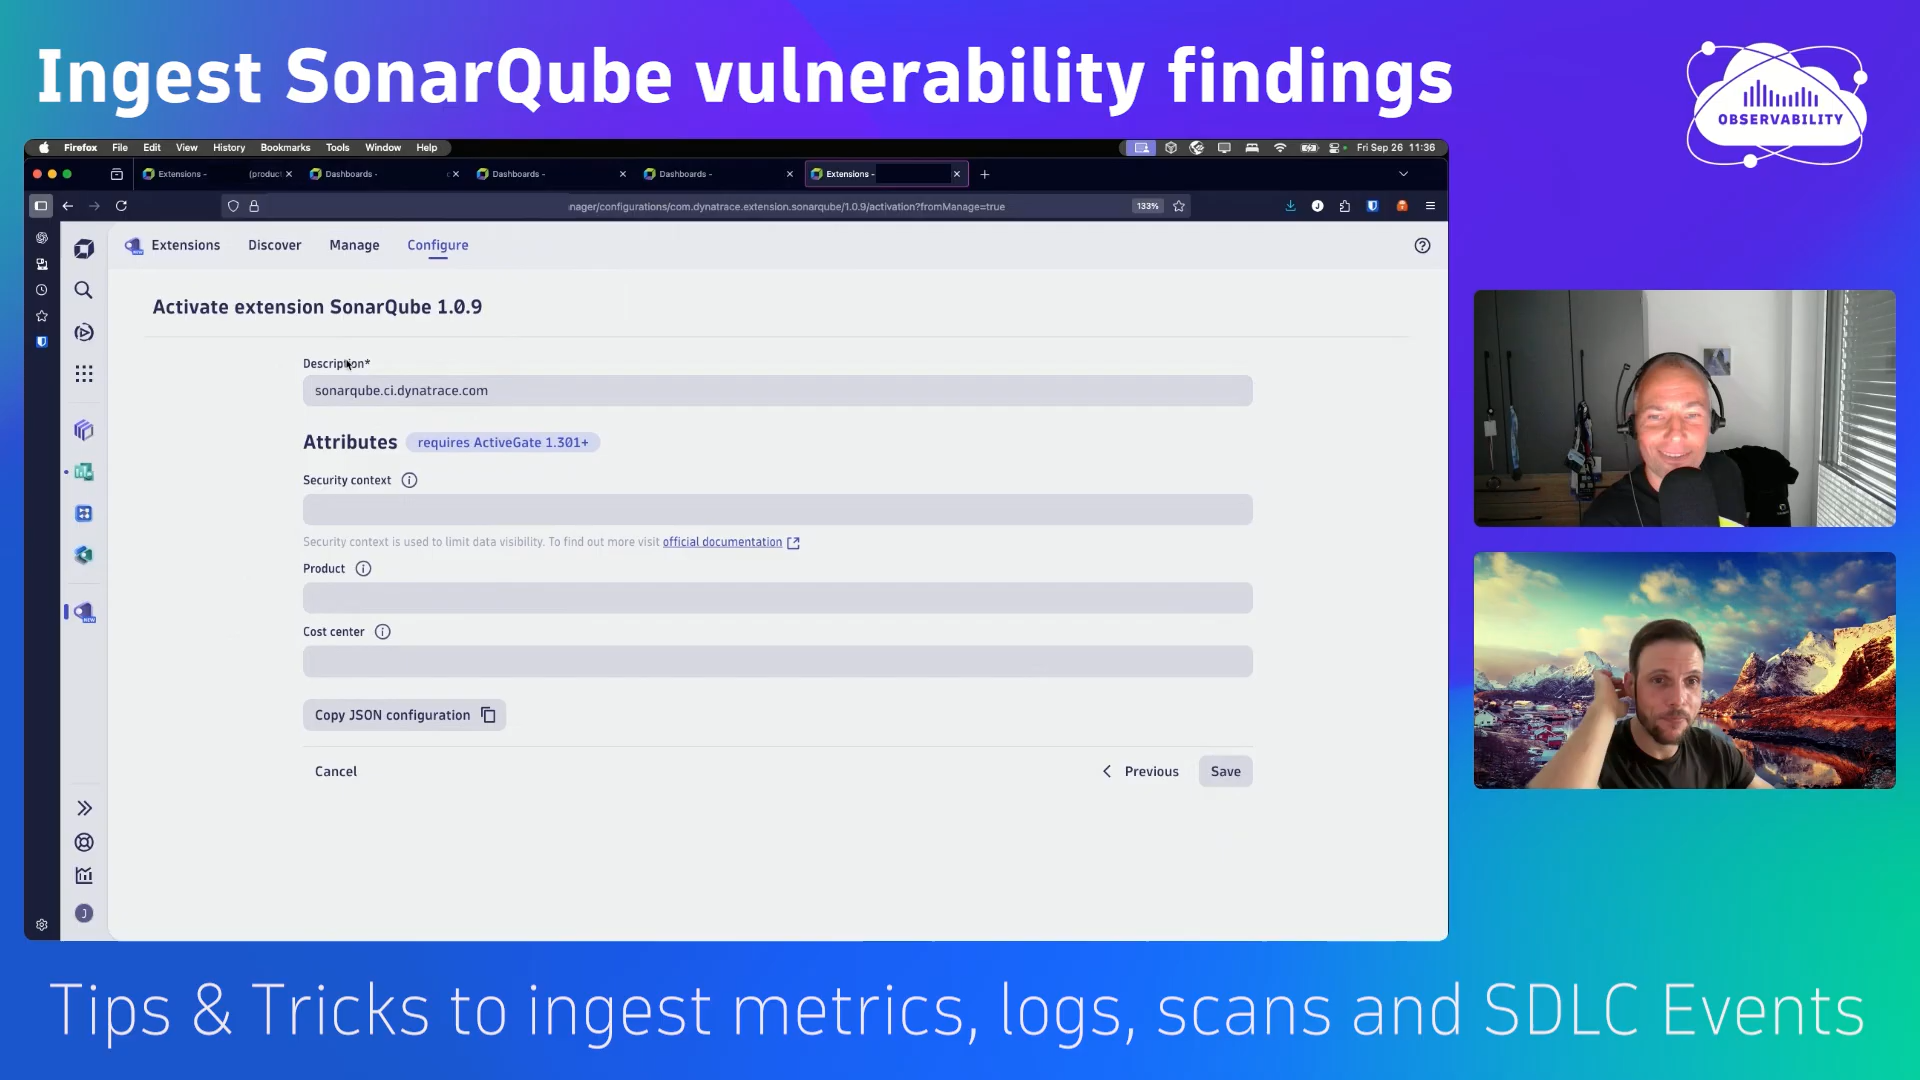 Ingest SonarQube vulnerability findings
OBSERVABILITY
Firefox File Edit View History Bookmarks Tools Window Help
Fri Sep 26 11:36
Extensions - (product
Dashboards -
Dashboards -
Dashboards -
Extensions -
nager/configurations/com.dynatrace.extension.sonarqube/1.0.9/activation?fromManage=true
133%
Extensions Discover Manage Configure
Activate extension SonarQube 1.0.9
Description*
sonarqube.ci.dynatrace.com
Attributes requires ActiveGate 1.301+
Security context
Security context is used to limit data visibility. To find out more visit official documentation
Product
Cost center
Copy JSON configuration
Cancel
Previous
Save
NEW
J
Tips & Tricks to ingest metrics, logs, scans and SDLC Events